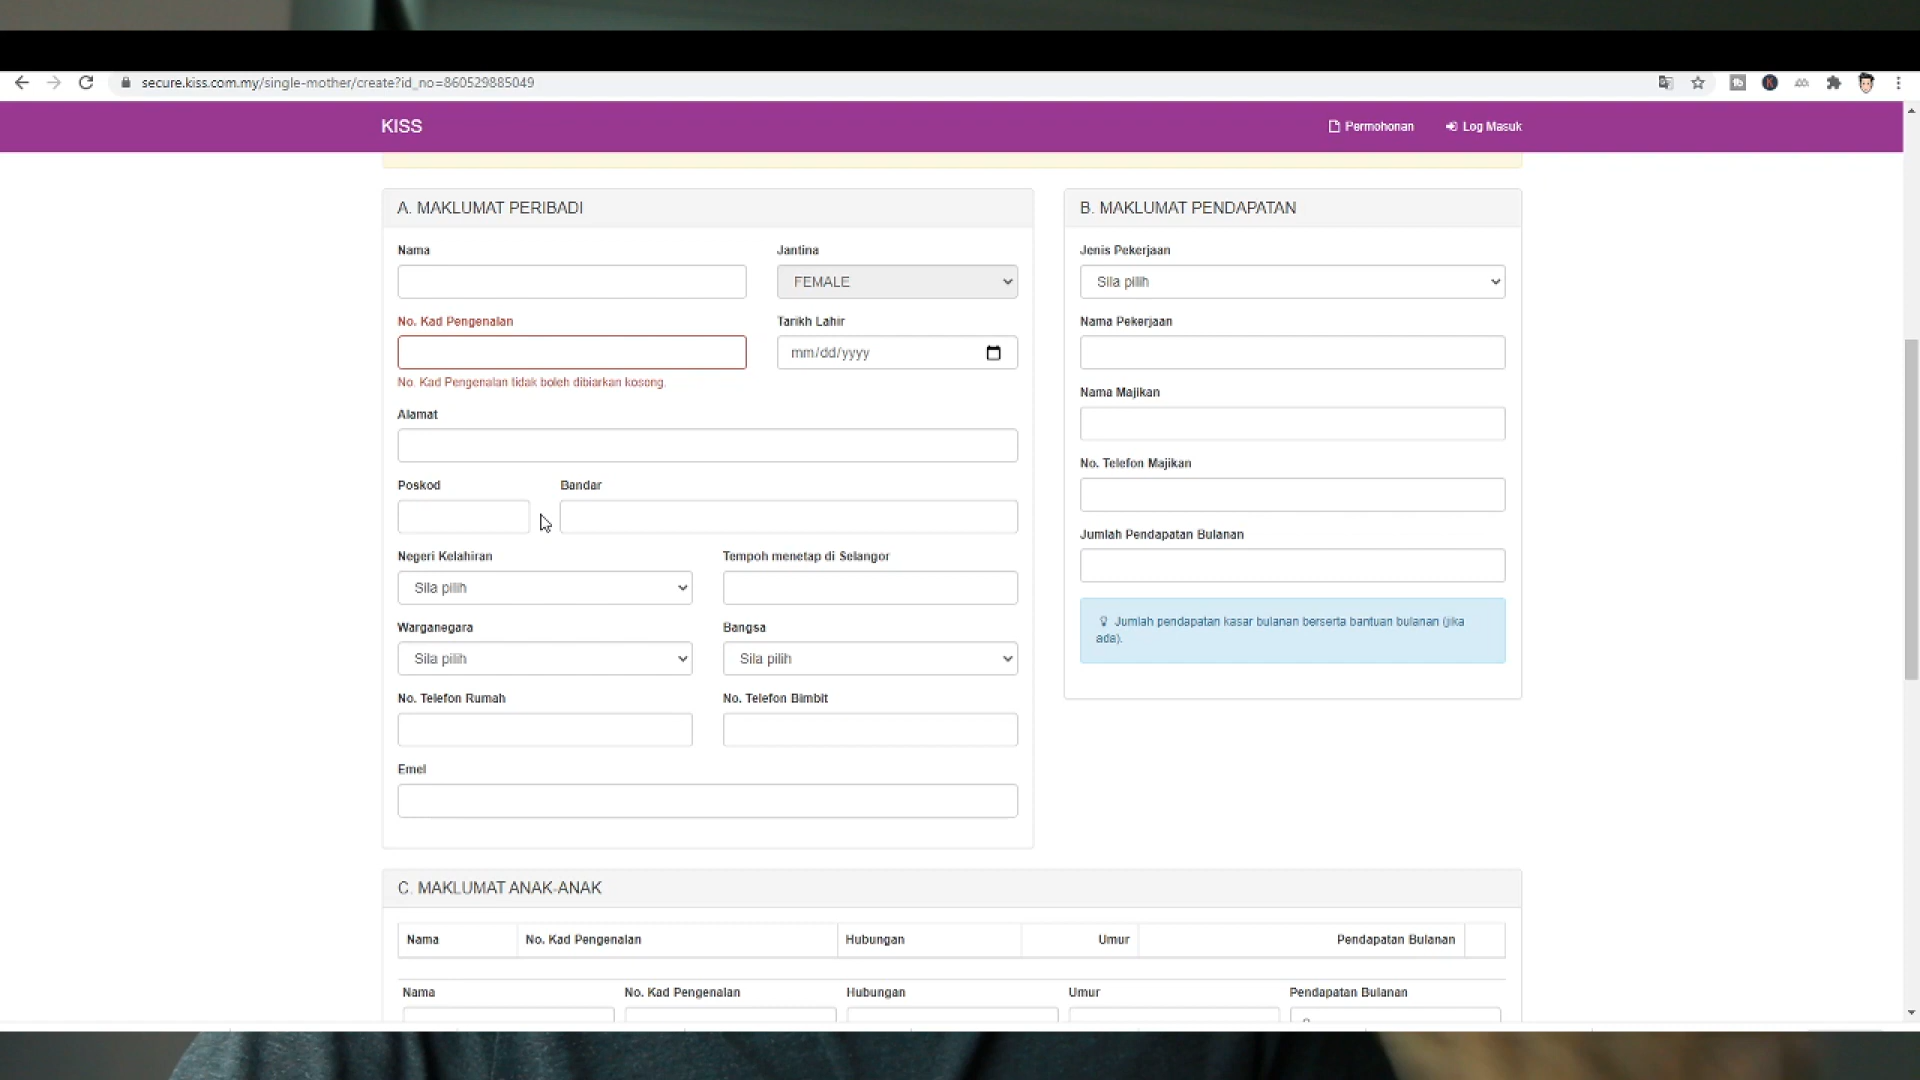 secure.kiss.com.my/single-mother/create?id_no=860529885049
KISS
Permohonan
Log Masuk
A. MAKLUMAT PERIBADI
Nama
Jantina
FEMALE
No. Kad Pengenalan
Tarikh Lahir
mm/dd/yyyy
No. Kad Pengenalan tidak boleh dibiarkan kosong.
Alamat
Poskod
Bandar
Negeri Kelahiran
Tempoh menetap di Selangor
Sila pilih
Warganegara
Bangsa
Sila pilih
Sila pilih
No. Telefon Rumah
No. Telefon Bimbit
Emel
B. MAKLUMAT PENDAPATAN
Jenis Pekerjaan
Sila pilih
Nama Pekerjaan
Nama Majikan
No. Telefon Majikan
Jumlah Pendapatan Bulanan
Jumlah pendapatan kasar bulanan berserta bantuan bulanan (jika
ada).
C. MAKLUMAT ANAK-ANAK
Nama
No. Kad Pengenalan
Hubungan
Umur
Pendapatan Bulanan
Nama
No. Kad Pengenalan
Hubungan
Umur
Pendapatan Bulanan